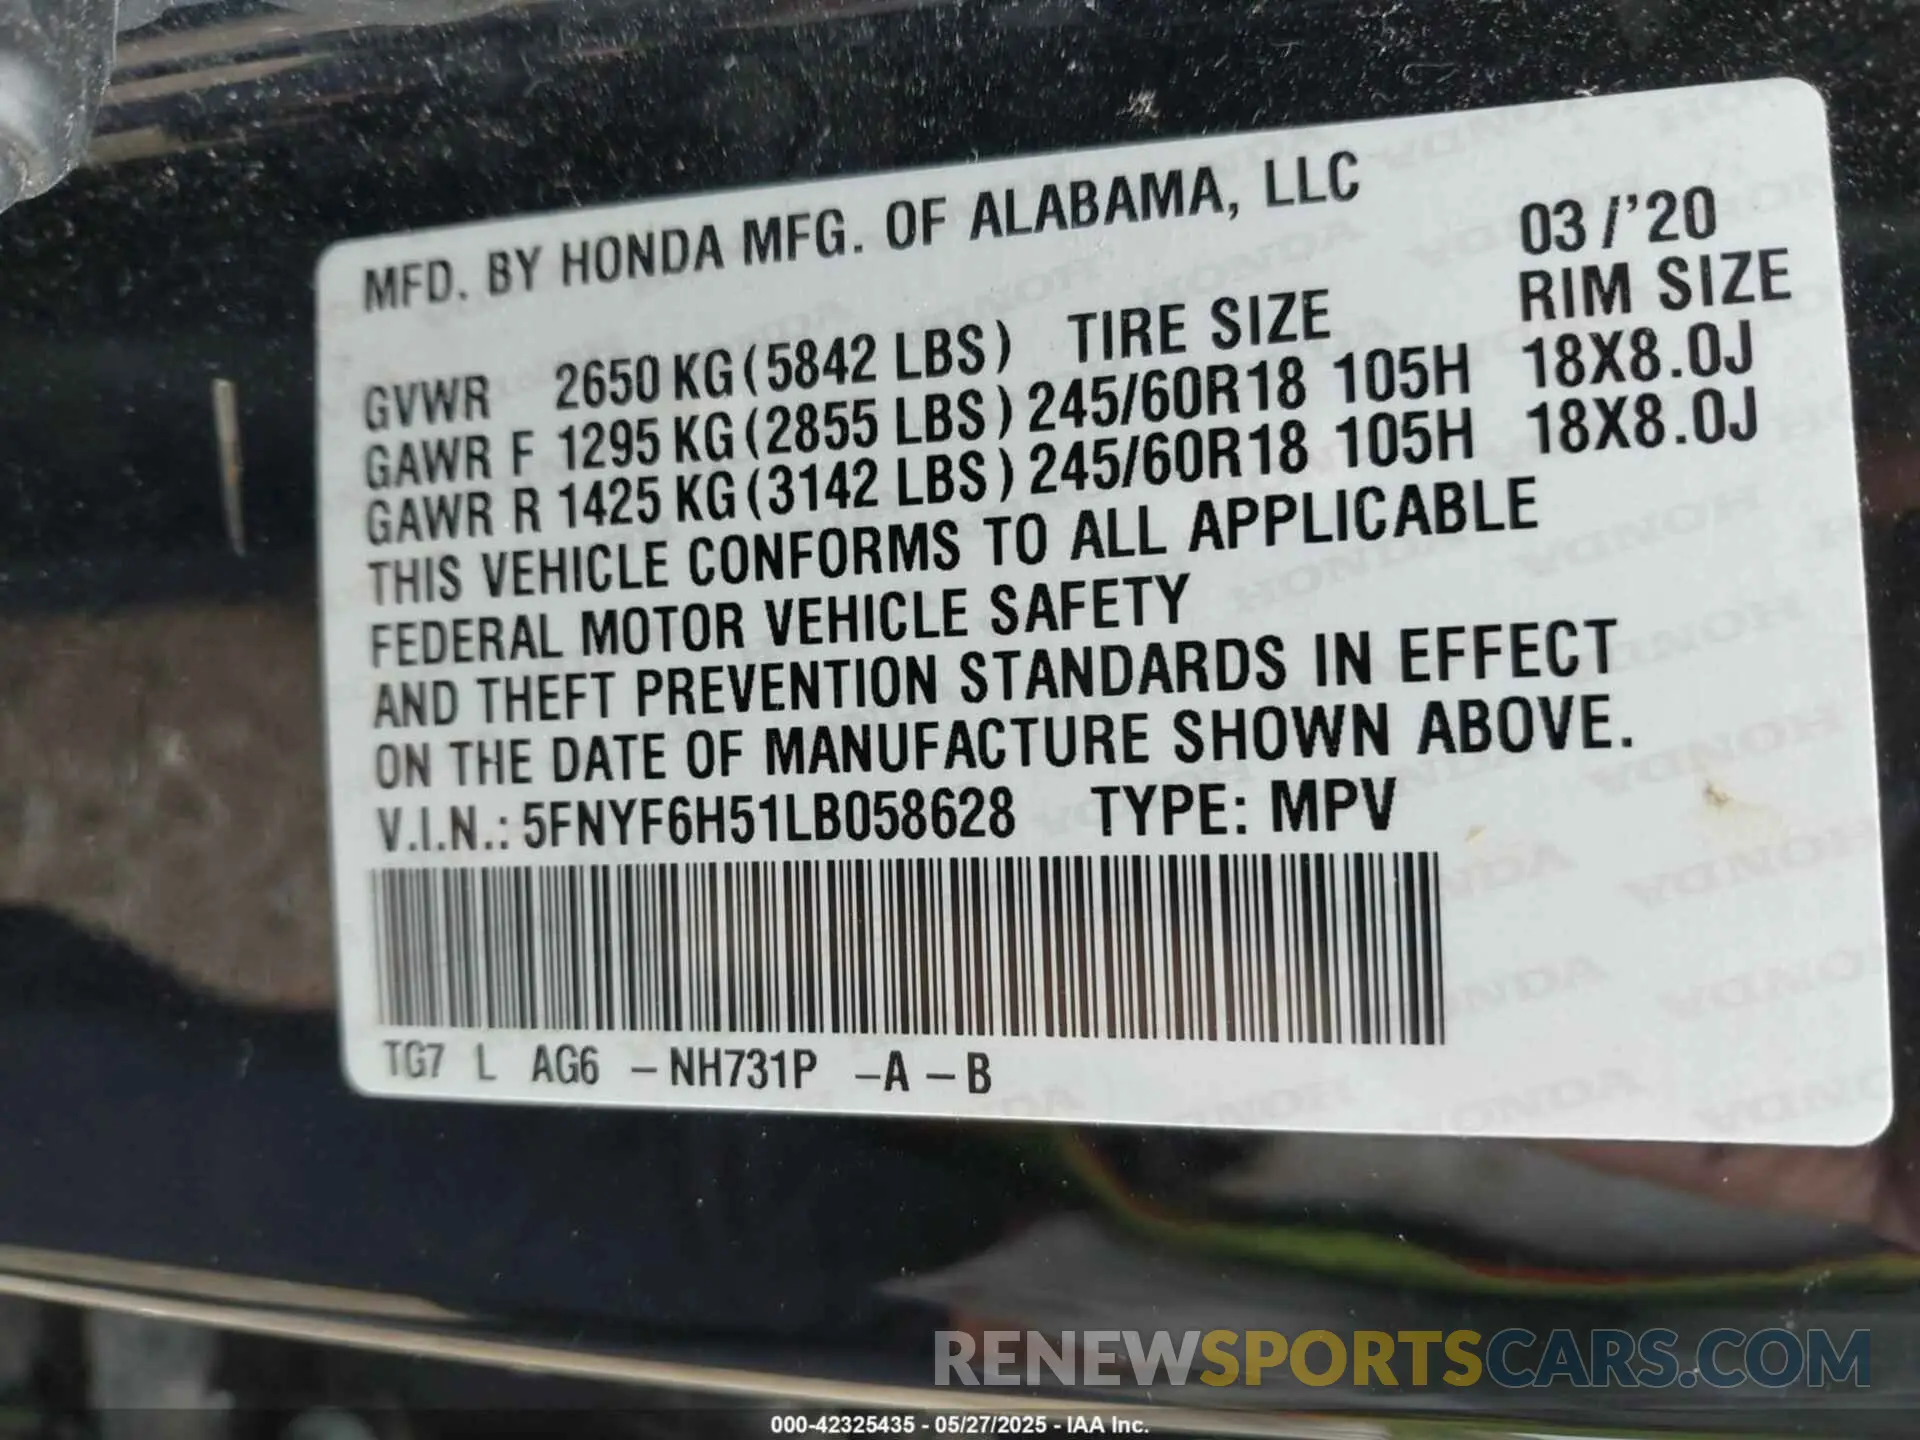 MFD. BY HONDA MFG. OF ALABAMA, LLC 03/'20
GVWR 2650 KG (5842 LBS) TIRE SIZE RIM SIZE
GAWR F 1295 KG (2855 LBS) 245/60R18 105H 18X8.0J
GAWR R 1425 KG (3142 LBS) 245/60R18 105H 18X8.0J
THIS VEHICLE CONFORMS TO ALL APPLICABLE
FEDERAL MOTOR VEHICLE SAFETY
AND THEFT PREVENTION STANDARDS IN EFFECT
ON THE DATE OF MANUFACTURE SHOWN ABOVE.
V.I.N.: 5FNYF6H51LB058628 TYPE: MPV
TG7 L AG6 – NH731P – A – B
RENEWSPORTSCARS.COM
000-42325435 - 05/27/2025 - IAA Inc.